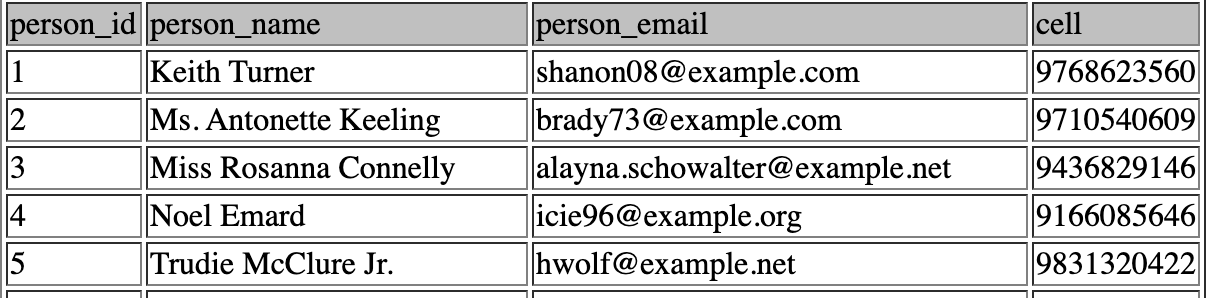 person_id person_name person_email cell
1 Keith Turner shanon08@example.com 9768623560
2 Ms. Antonette Keeling brady73@example.com 9710540609
3 Miss Rosanna Connelly alayna.schowalter@example.net 9436829146
4 Noel Emard icie96@example.org 9166085646
5 Trudie McClure Jr. hwolf@example.net 9831320422